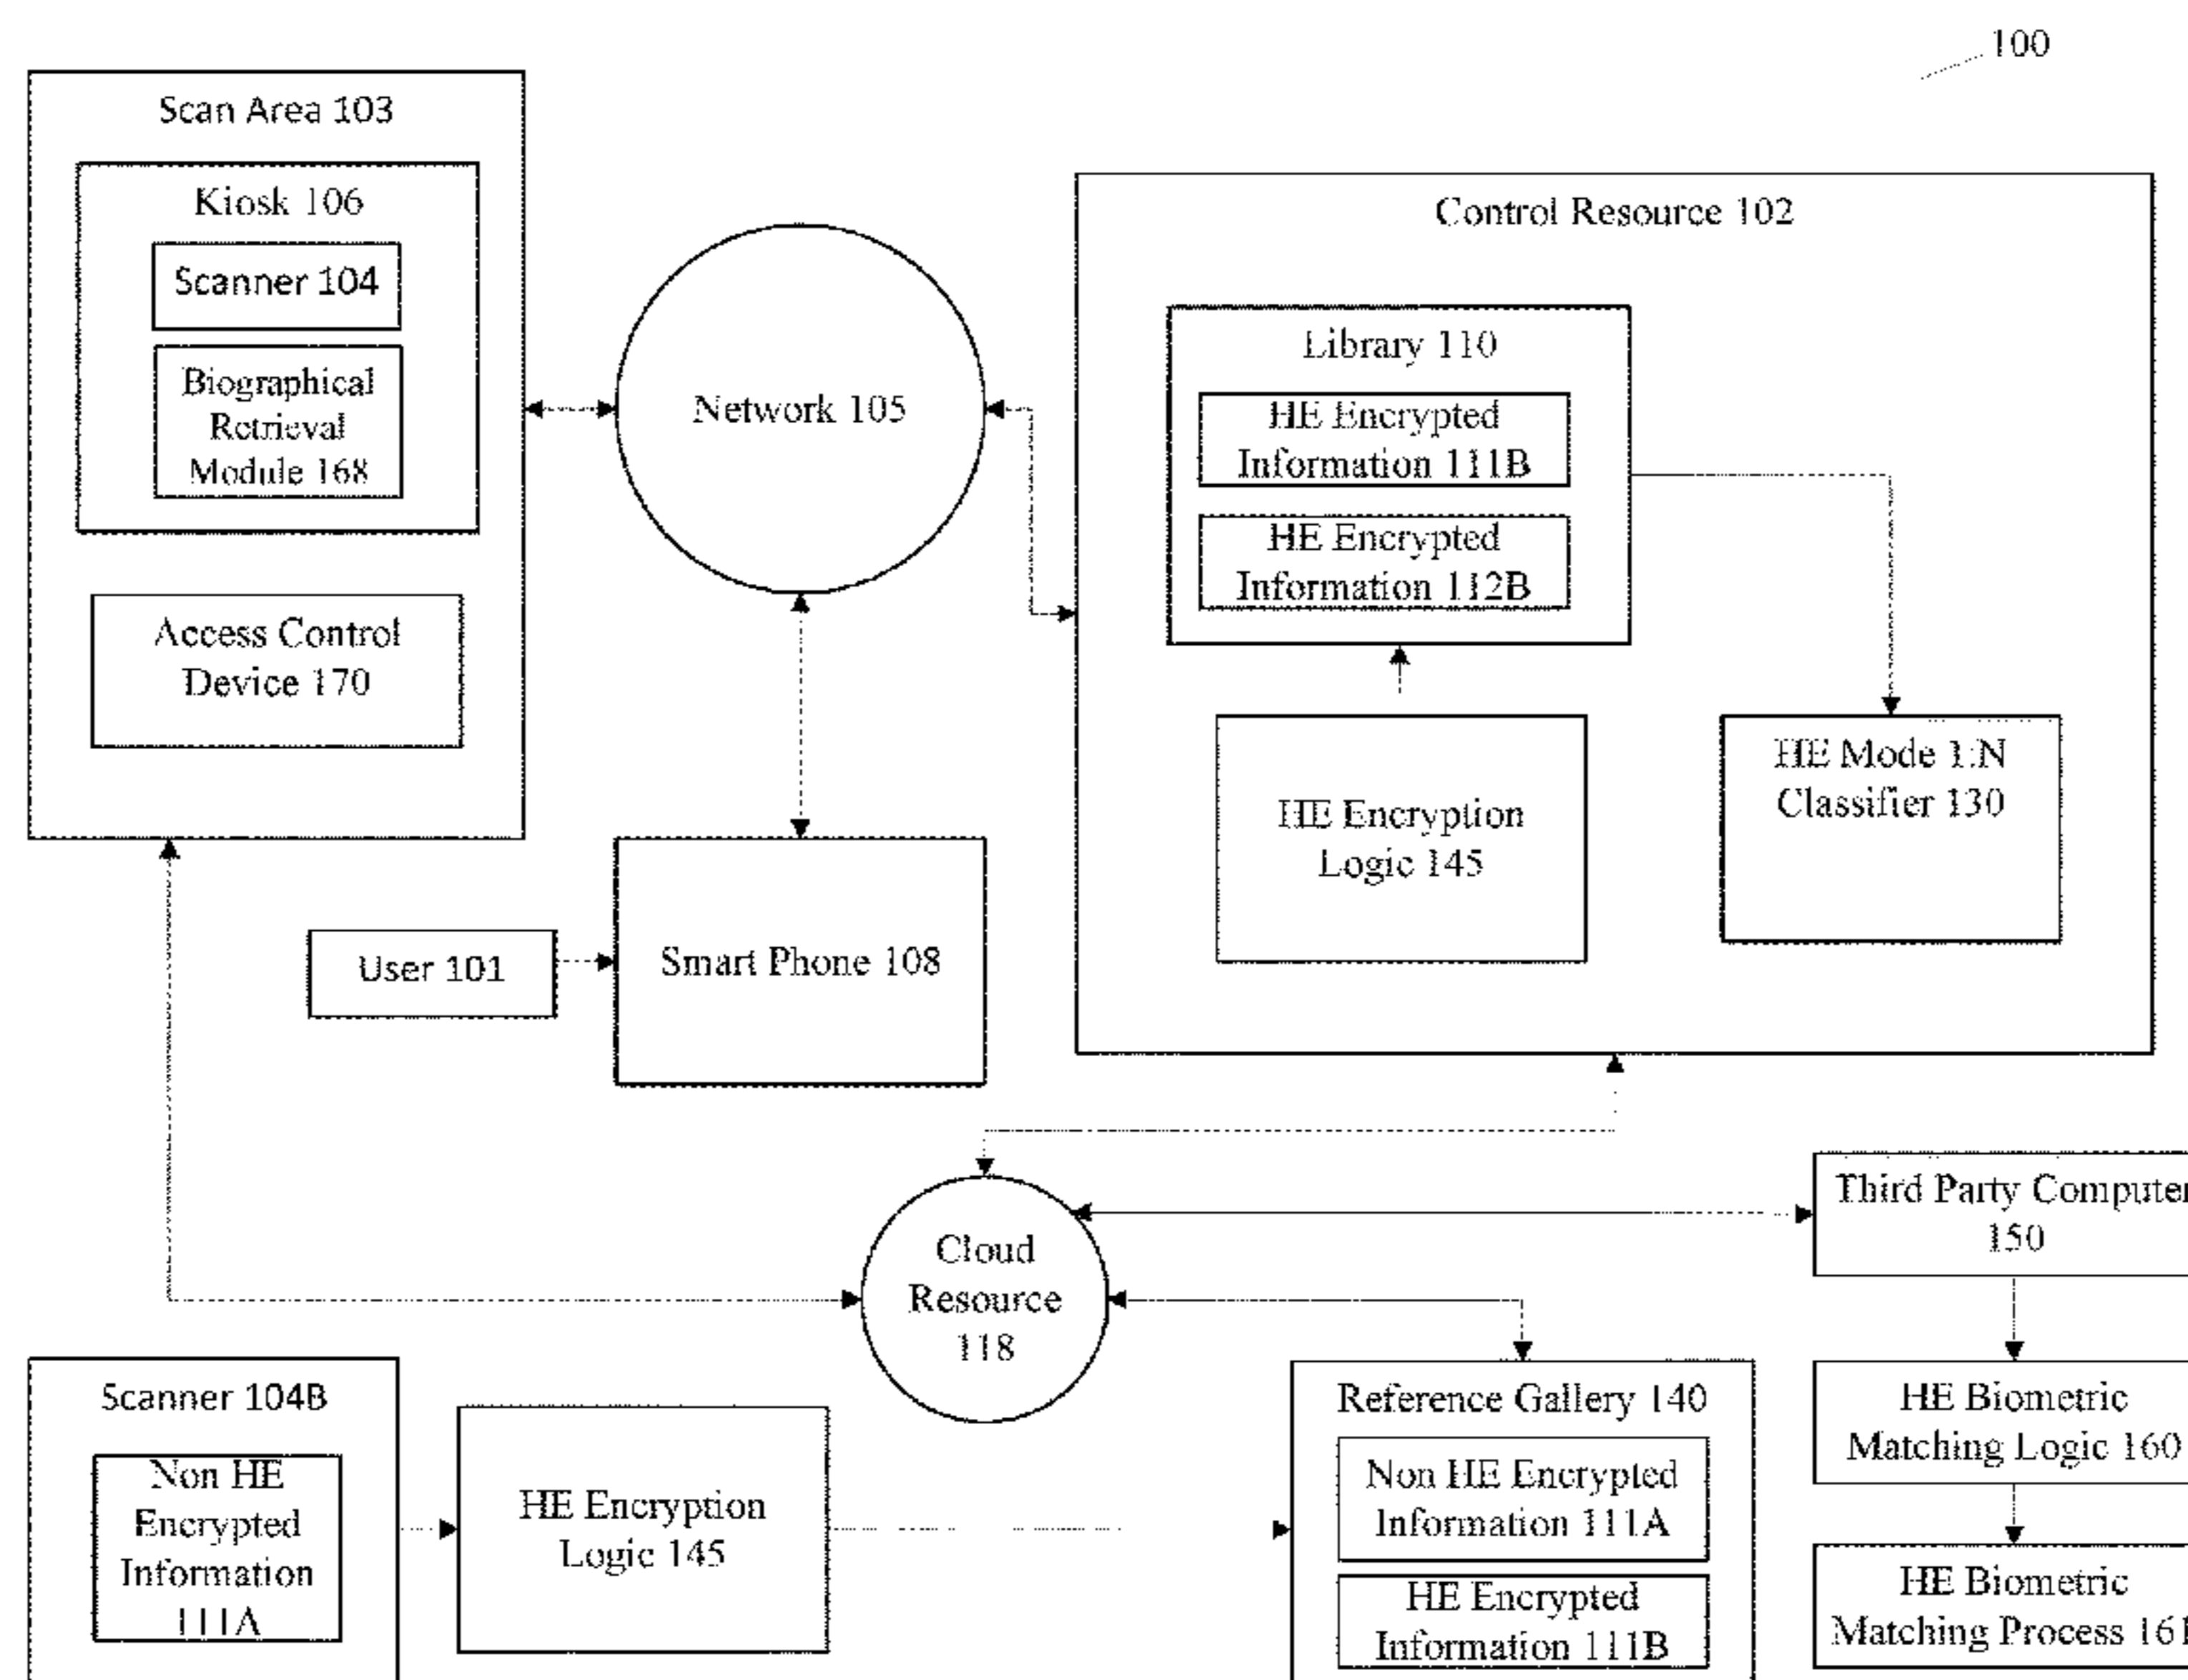 100
Scan Area 103
Kiosk 106
Scanner 104
Biographical
Retrieval
Module 168
Access Control
Device 170
Network 105
Control Resource 102
Library 110
HE Encrypted
Information 111B
HE Encrypted
Information 112B
HE Encryption
Logic 145
HE Mode 1:N
Classifier 130
User 101
Smart Phone 108
Cloud
Resource
118
Third Party Computer
150
Scanner 104B
Non HE
Encrypted
Information
111A
HE Encryption
Logic 145
Reference Gallery 140
Non HE Encrypted
Information 111A
HE Encrypted
Information 111B
HE Biometric
Matching Logic 160
HE Biometric
Matching Process 161